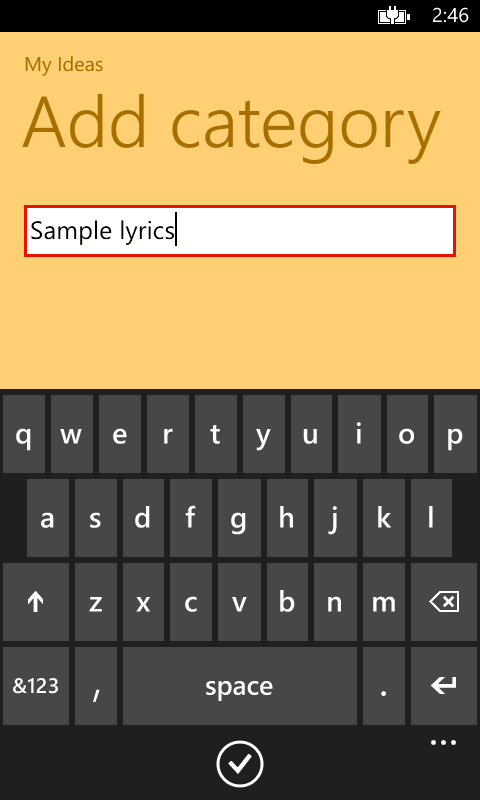 2:46
My Ideas
Add category
Sample lyrics
q w e r t y u i o p
a s d f g h j k l
z x c v b n m
&123 , space .